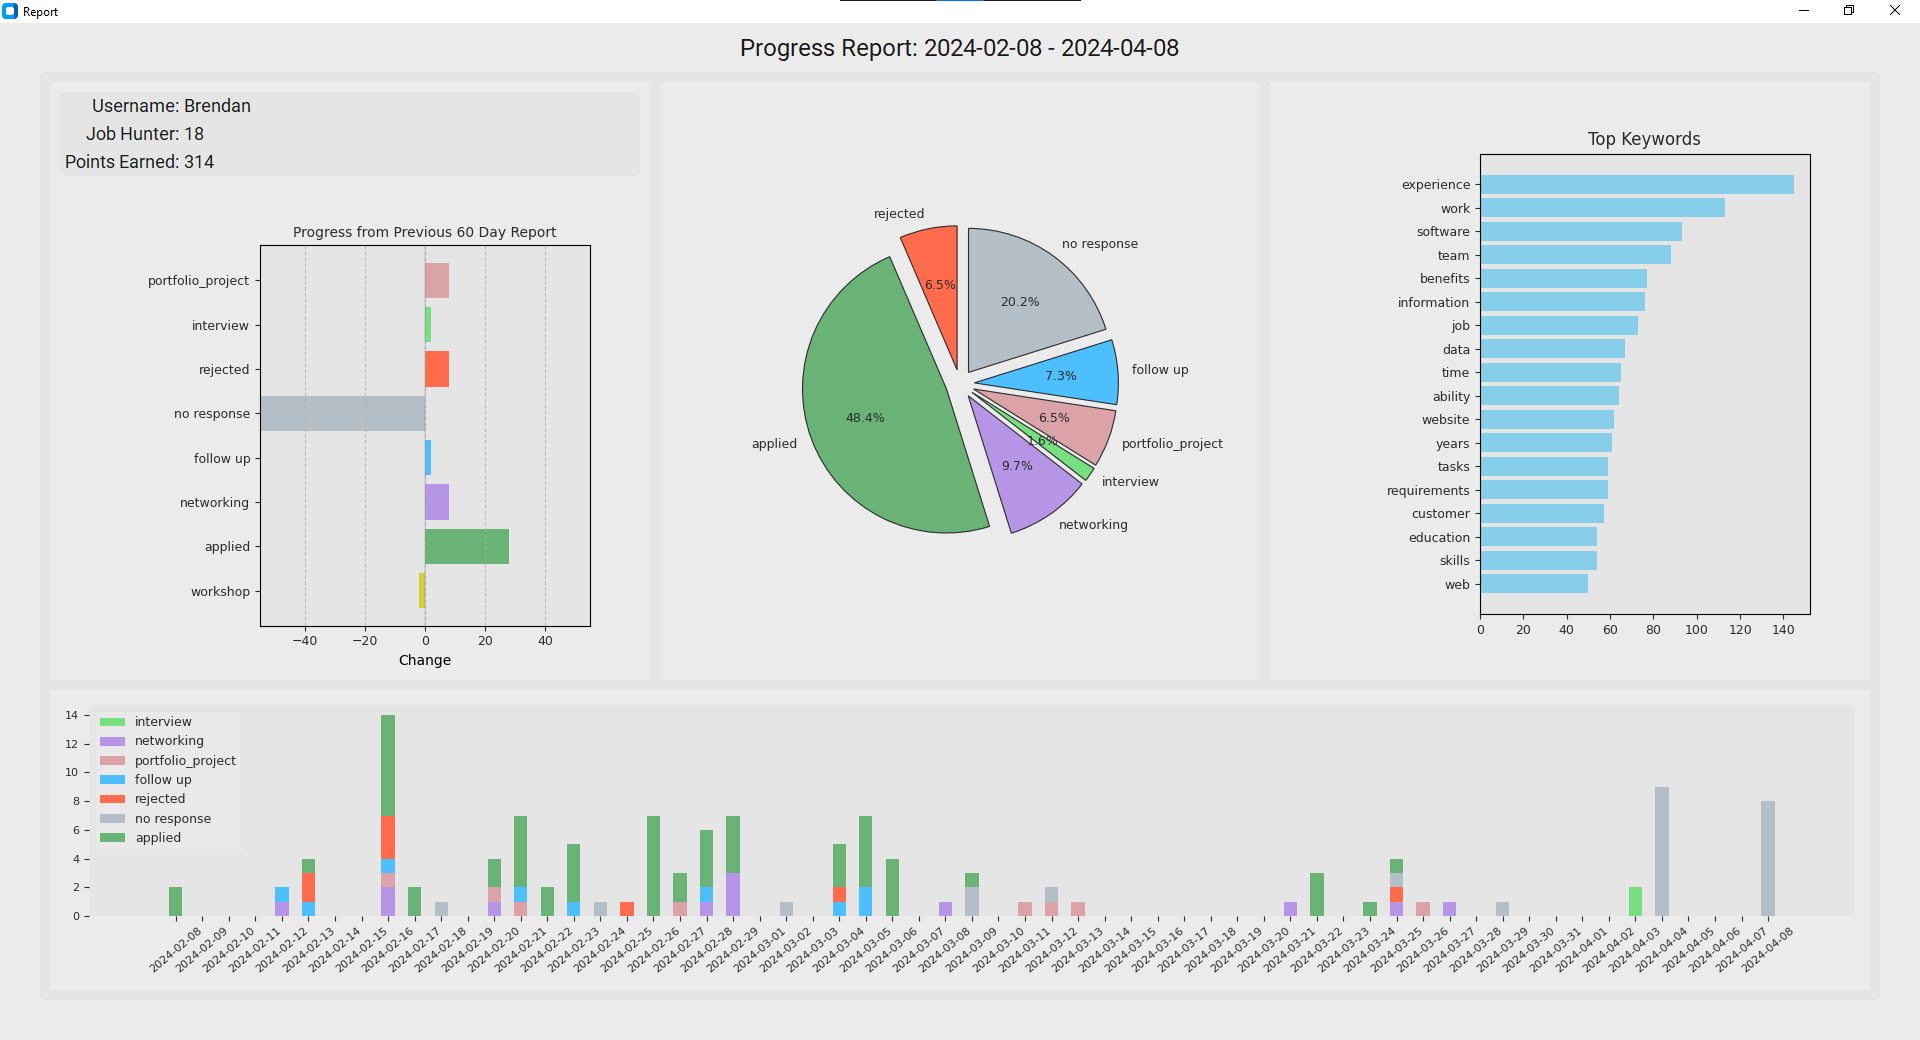 Report
Progress Report: 2024-02-08 - 2024-04-08
Username: Brendan
Job Hunter: 18
Points Earned: 314
Progress from Previous 60 Day Report
portfolio_project
interview
rejected
no response
follow up
networking
applied
workshop
−40 −20 0 20 40
Change
rejected
6.5%
no response
20.2%
follow up
7.3%
portfolio_project
6.5%
interview
1.6%
networking
9.7%
applied
48.4%
Top Keywords
experience
work
software
team
benefits
information
job
data
time
ability
website
years
tasks
requirements
customer
education
skills
web
0 20 40 60 80 100 120 140
14
12
10
8
6
4
2
0
interview
networking
portfolio_project
follow up
rejected
no response
applied
2024-02-08
2024-02-09
2024-02-10
2024-02-11
2024-02-12
2024-02-13
2024-02-14
2024-02-15
2024-02-16
2024-02-17
2024-02-18
2024-02-19
2024-02-20
2024-02-21
2024-02-22
2024-02-23
2024-02-24
2024-02-25
2024-02-26
2024-02-27
2024-02-28
2024-02-29
2024-03-01
2024-03-02
2024-03-03
2024-03-04
2024-03-05
2024-03-06
2024-03-07
2024-03-08
2024-03-09
2024-03-10
2024-03-11
2024-03-12
2024-03-13
2024-03-14
2024-03-15
2024-03-16
2024-03-17
2024-03-18
2024-03-19
2024-03-20
2024-03-21
2024-03-22
2024-03-23
2024-03-24
2024-03-25
2024-03-26
2024-03-27
2024-03-28
2024-03-29
2024-03-30
2024-03-31
2024-04-01
2024-04-02
2024-04-03
2024-04-04
2024-04-05
2024-04-06
2024-04-07
2024-04-08